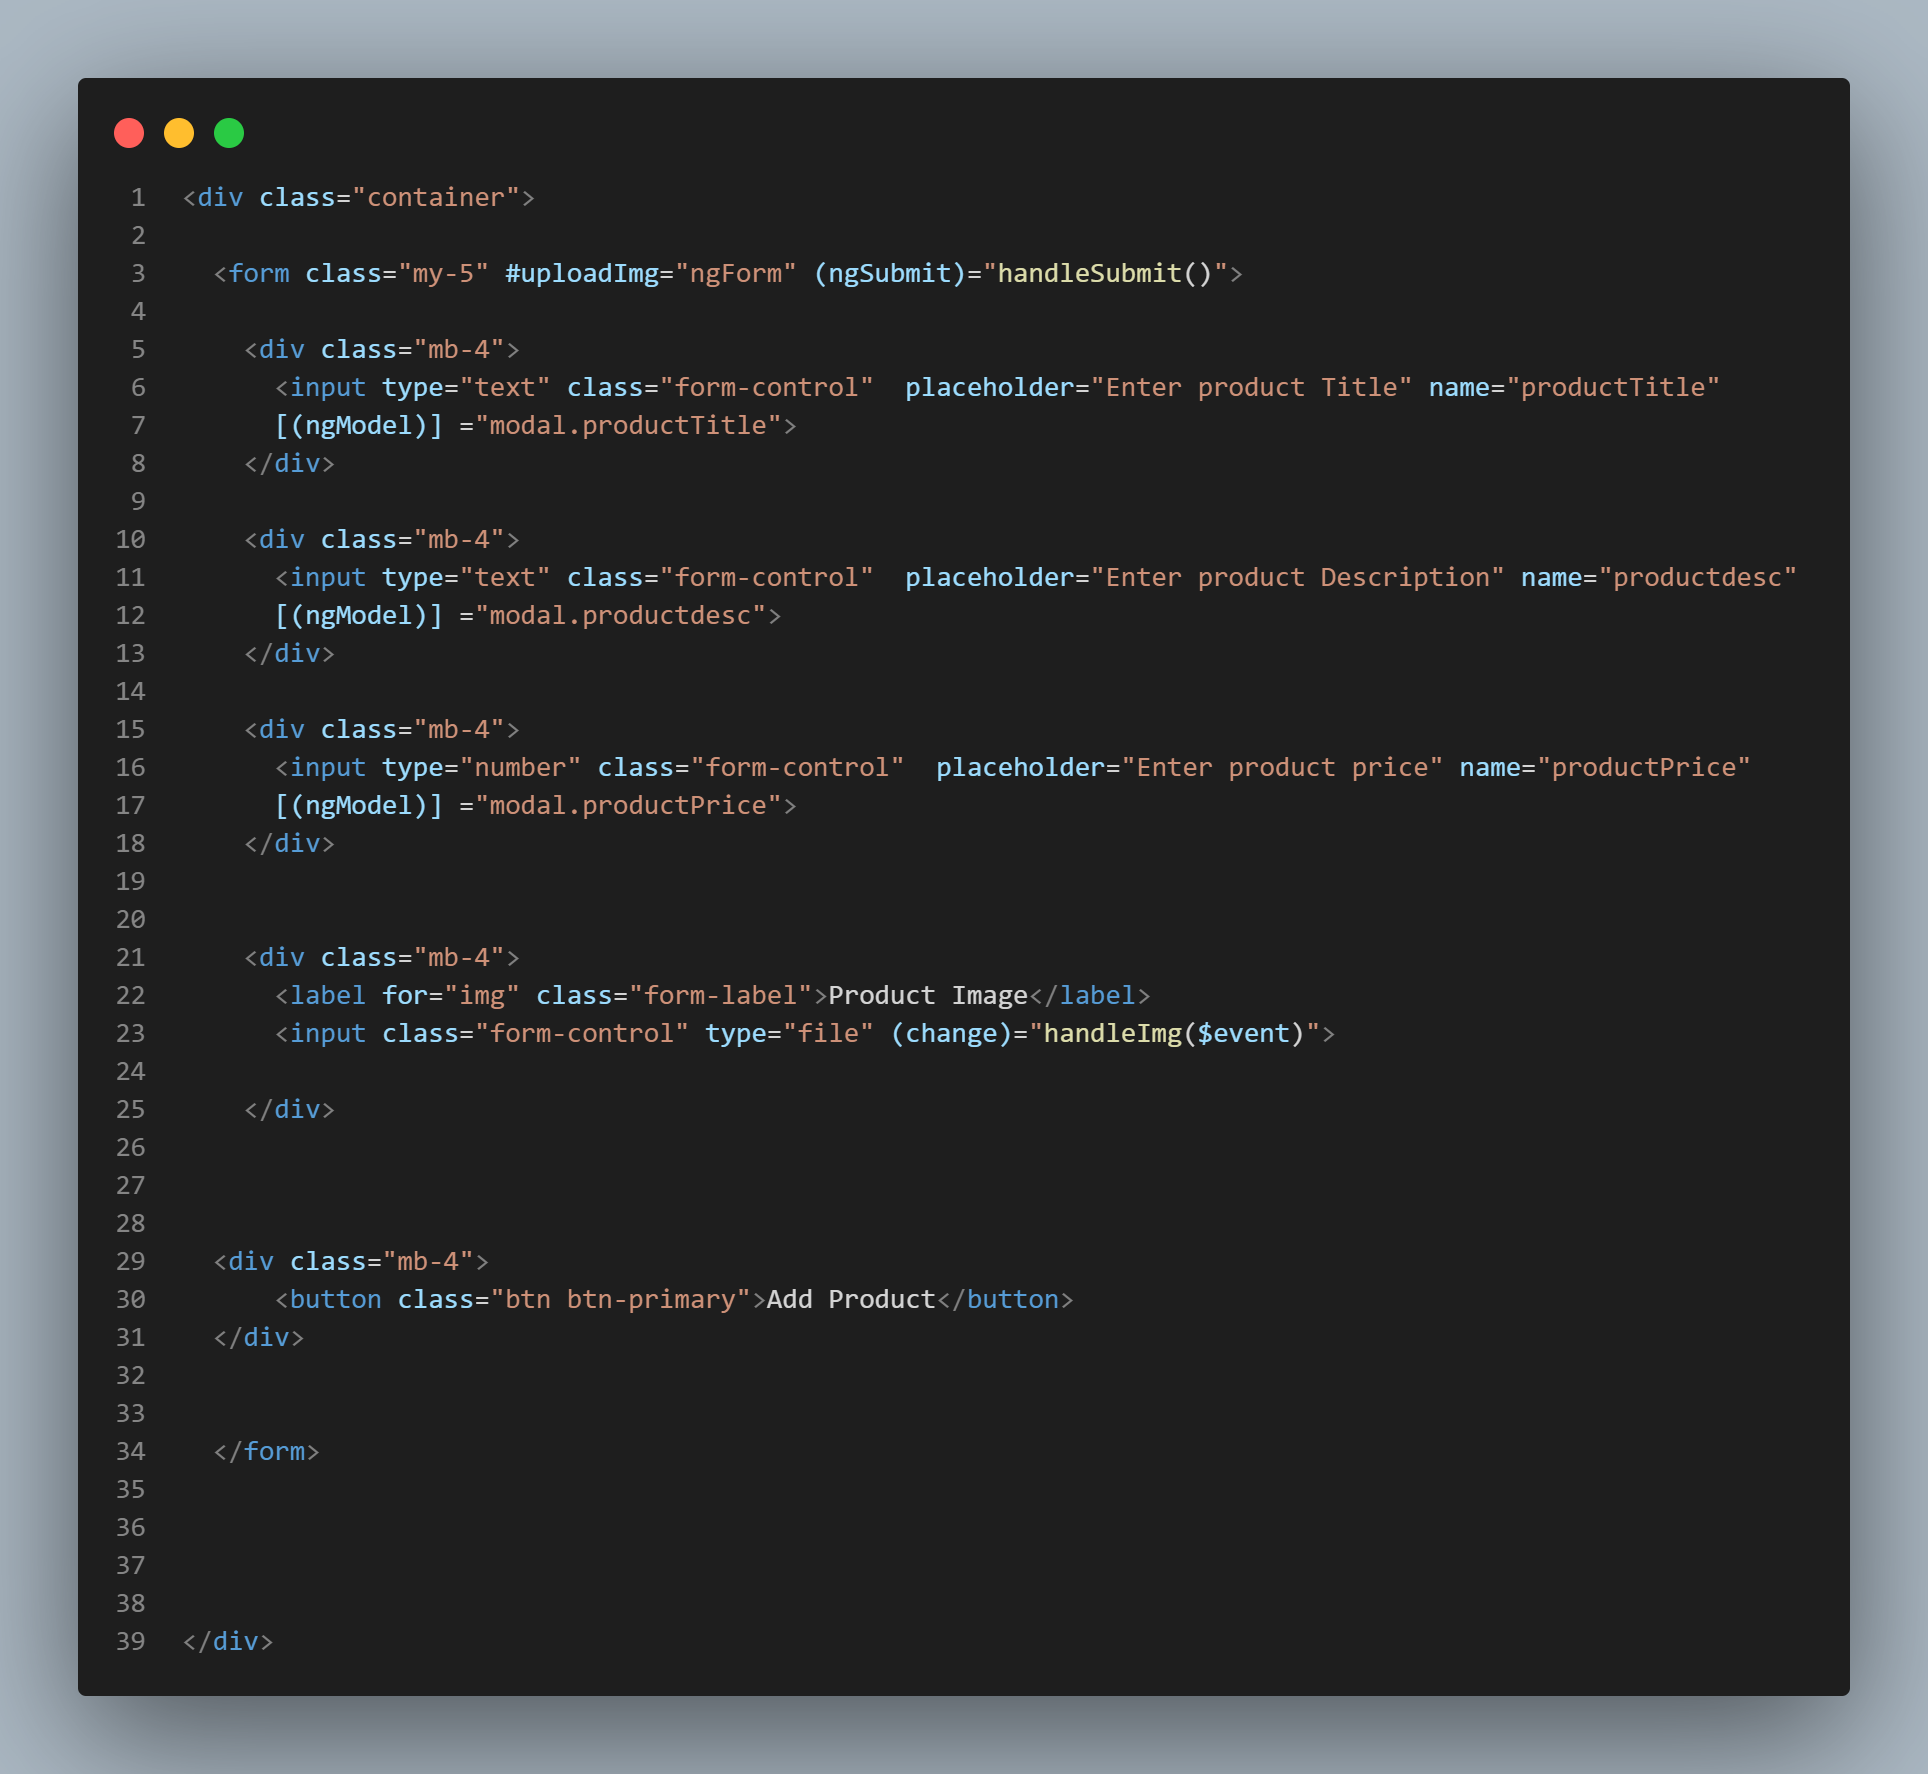 1 <div class="container">
2
3   <form class="my-5" #uploadImg="ngForm" (ngSubmit)="handleSubmit()">
4
5     <div class="mb-4">
6       <input type="text" class="form-control"  placeholder="Enter product Title" name="productTitle"
7       [(ngModel)] ="modal.productTitle">
8     </div>
9
10     <div class="mb-4">
11       <input type="text" class="form-control"  placeholder="Enter product Description" name="productdesc"
12       [(ngModel)] ="modal.productdesc">
13     </div>
14
15     <div class="mb-4">
16       <input type="number" class="form-control"  placeholder="Enter product price" name="productPrice"
17       [(ngModel)] ="modal.productPrice">
18     </div>
19
20
21     <div class="mb-4">
22       <label for="img" class="form-label">Product Image</label>
23       <input class="form-control" type="file" (change)="handleImg($event)">
24
25     </div>
26
27
28
29   <div class="mb-4">
30       <button class="btn btn-primary">Add Product</button>
31   </div>
32
33
34   </form>
35
36
37
38
39 </div>